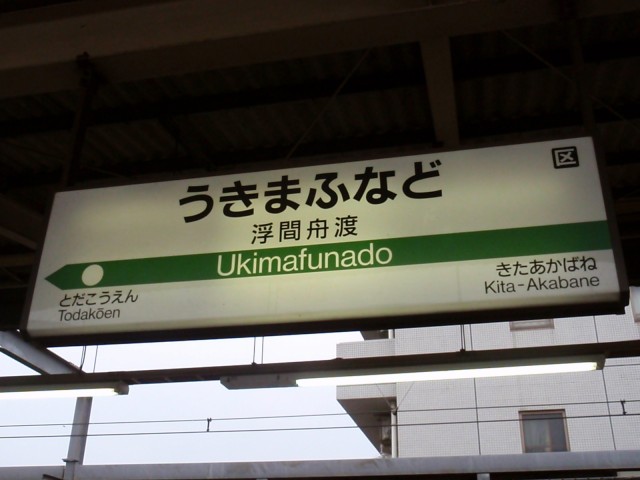 うきまふなど
区
浮間舟渡
Ukimafunado
とだこうえん
Todakōen
きたあかばね
Kita-Akabane